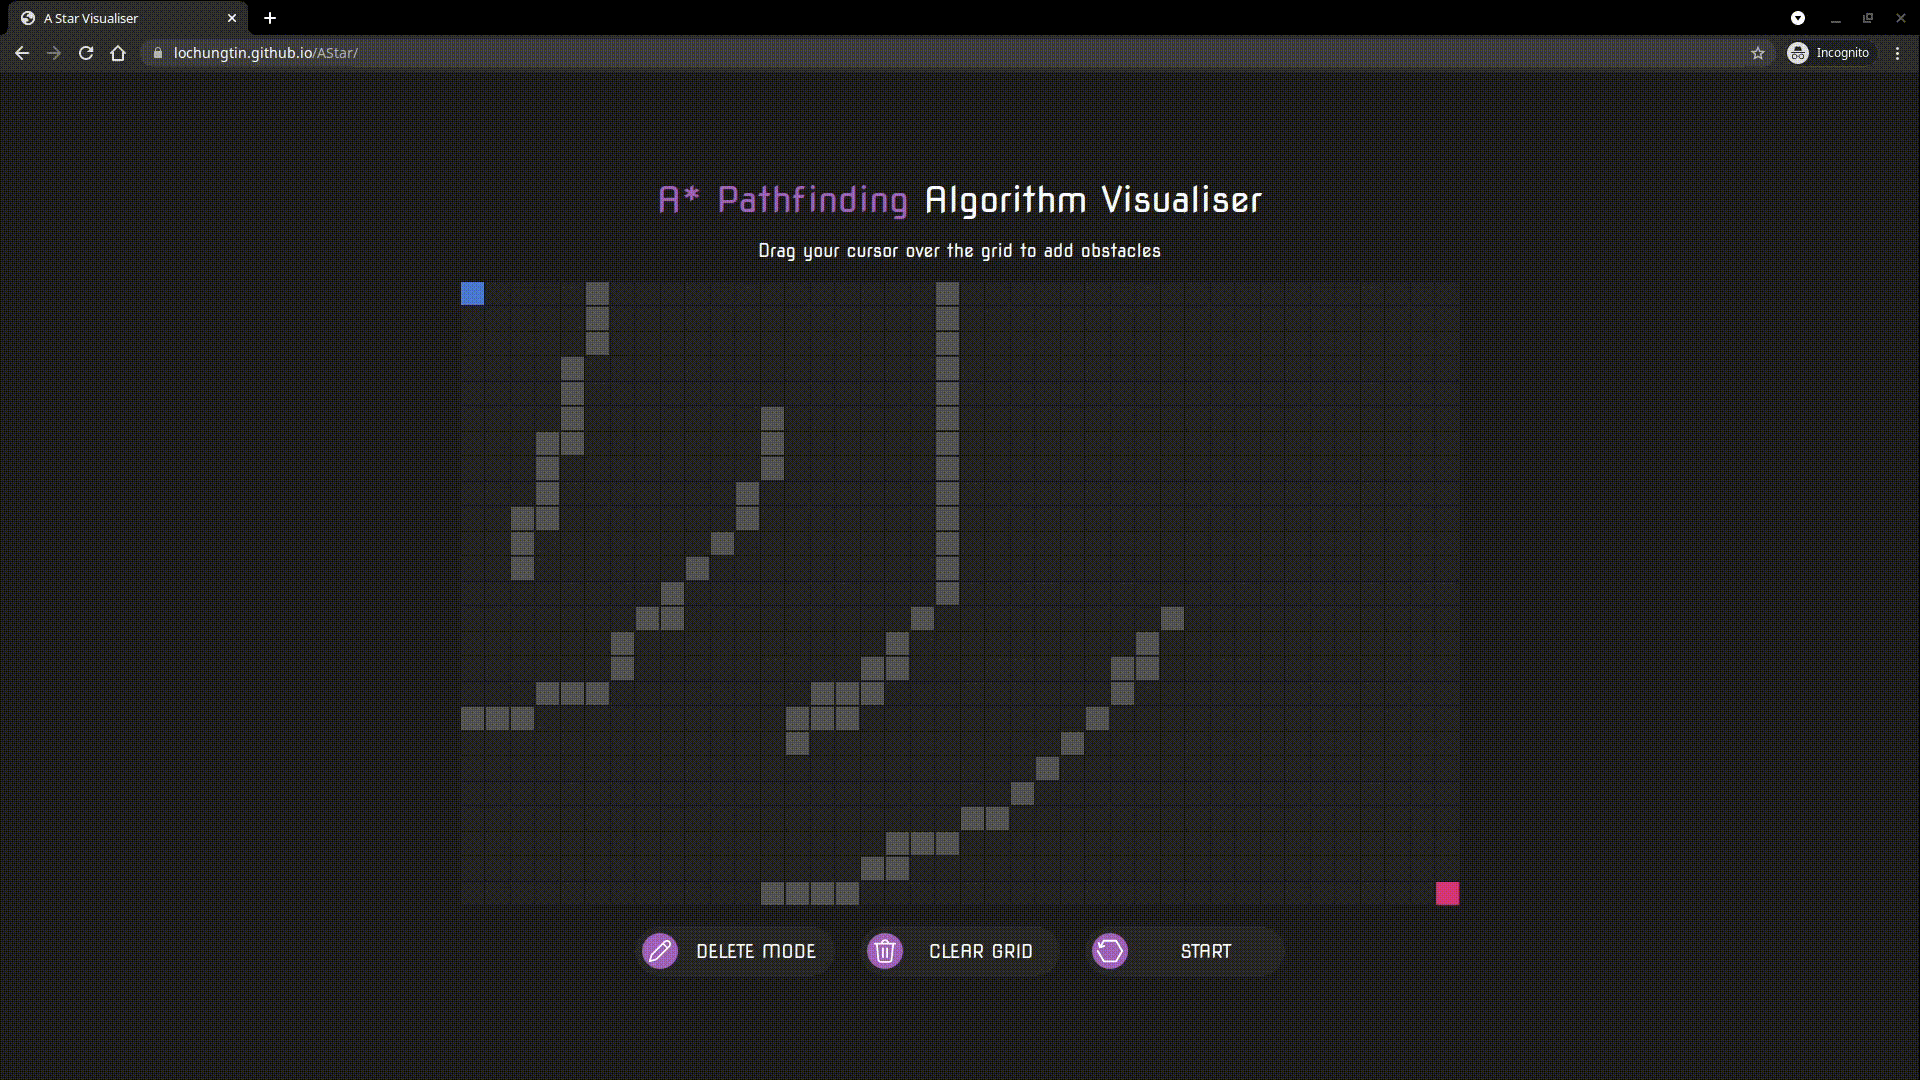 A Star Visualiser
lochungtin.github.io/AStar/
Incognito
A* Pathfinding Algorithm Visualiser
Drag your cursor over the grid to add obstacles
DELETE MODE
CLEAR GRID
START